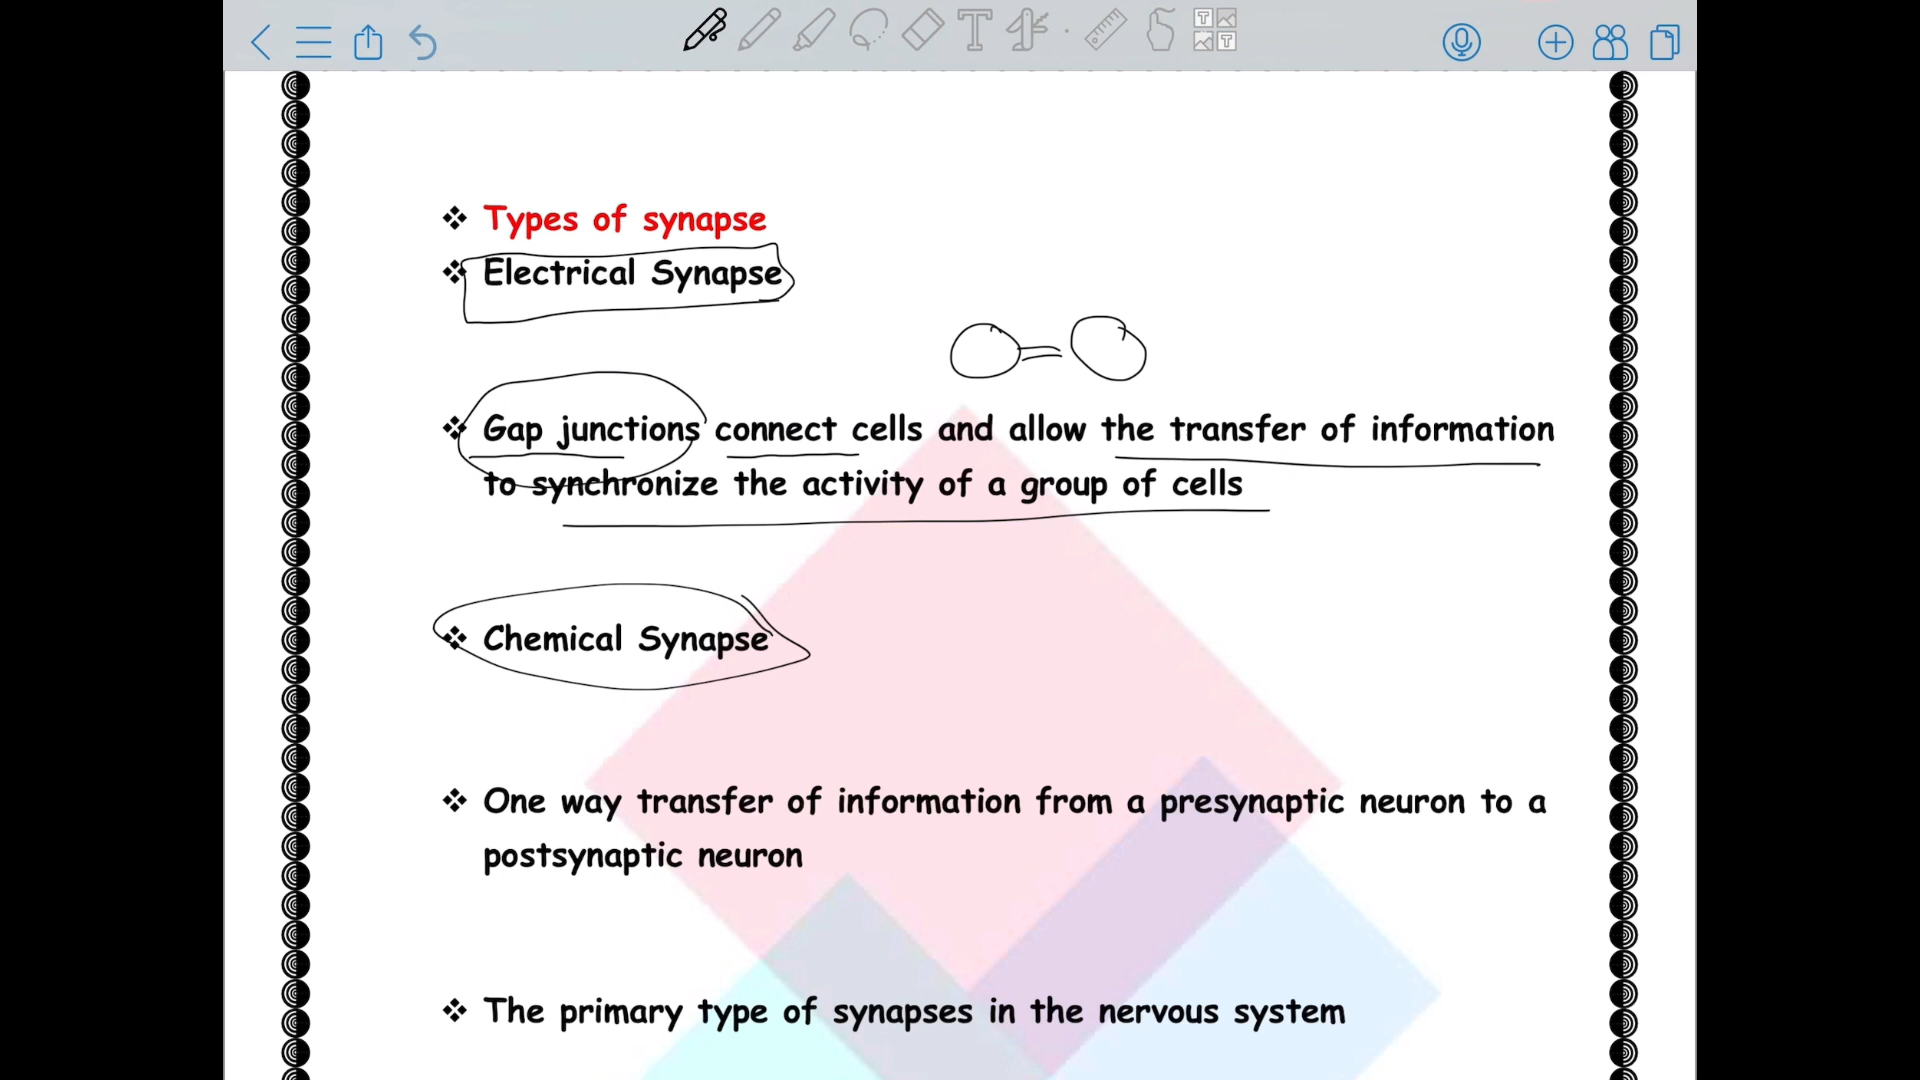 Types of synapse
Electrical Synapse
Gap junctions connect cells and allow the transfer of information
to synchronize the activity of a group of cells
Chemical Synapse
One way transfer of information from a presynaptic neuron to a
postsynaptic neuron
The primary type of synapses in the nervous system